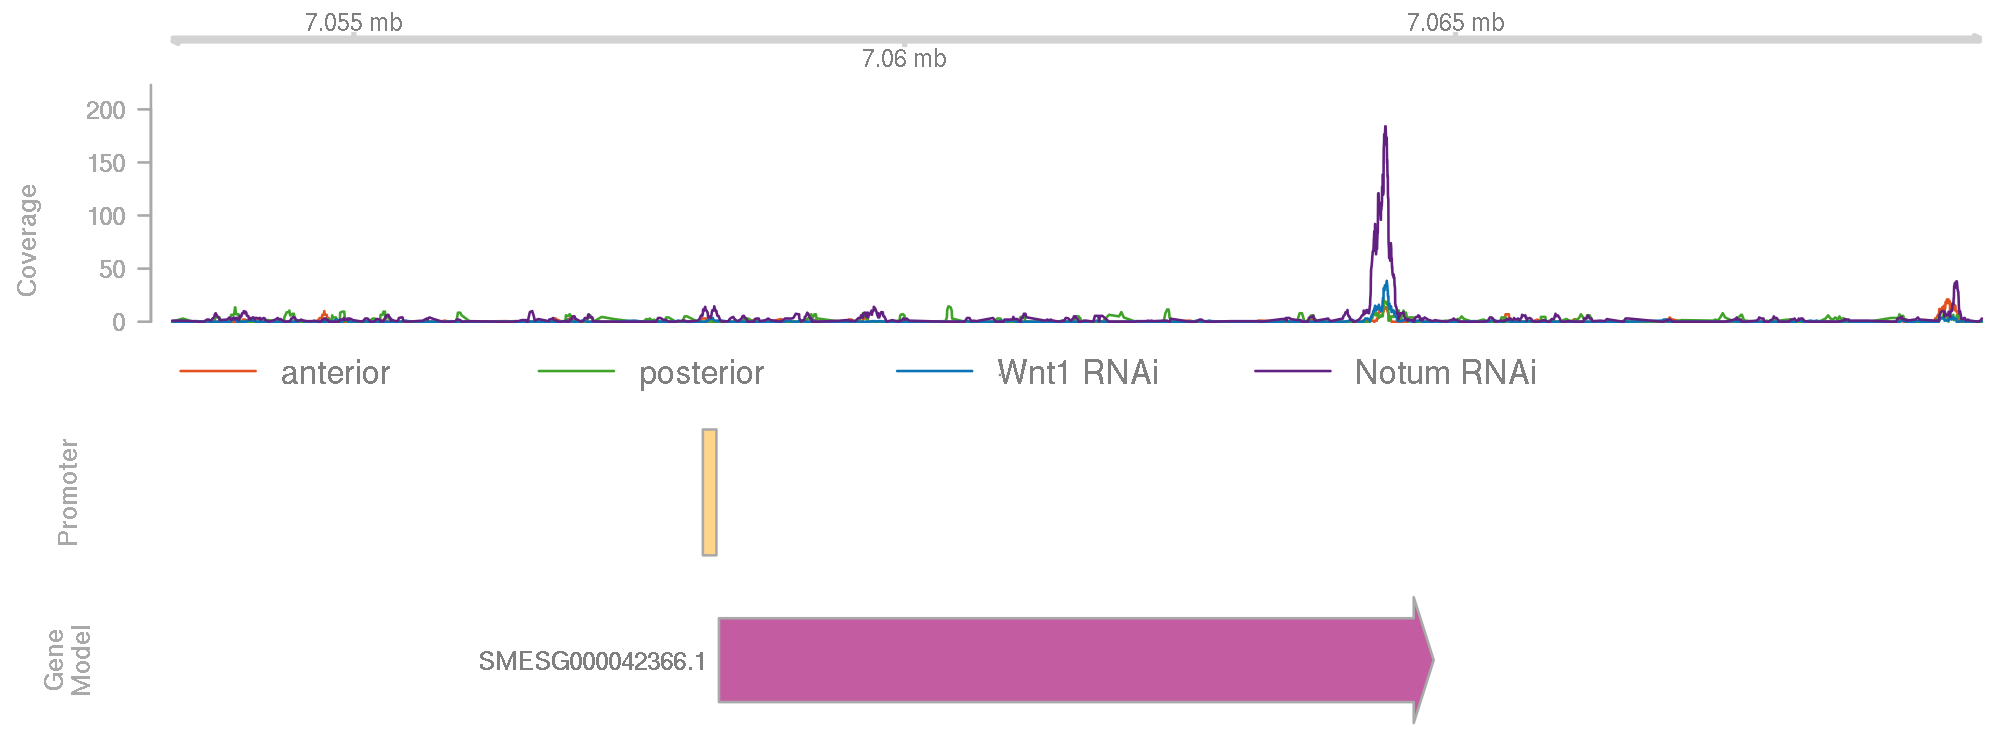 7.055 mb
7.065 mb
7.06 mb
200
150
100
50
0
Coverage
anterior posterior Wnt1 RNAi Notum RNAi
Promoter
SMESG000042366.1
Gene
Model